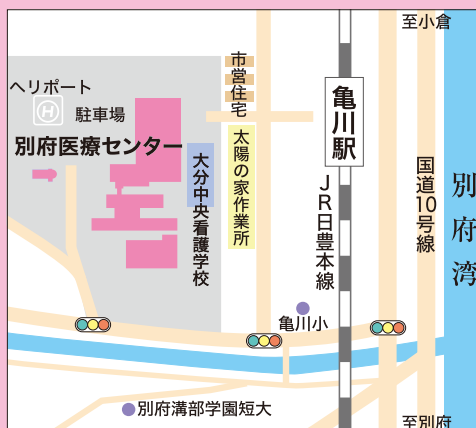 至小倉
市営住宅
ヘリポート
H
駐車場
亀川駅
別府医療センター
太陽の家作業所
大分中央看護学校
国道10号線
別府湾
JR日豊本線
亀川小
別府溝部学園短大
至別府